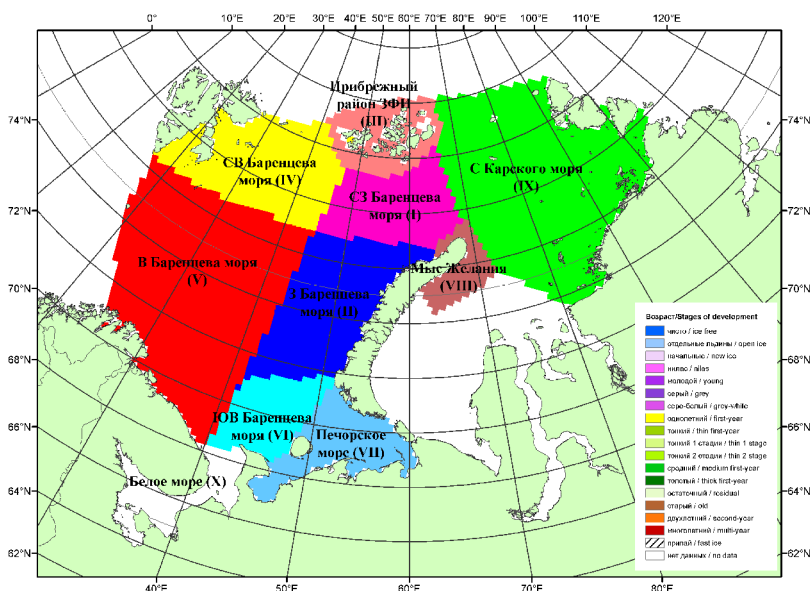 0° 10°E 20°E 30°E 40°E 50°E 60°E 70°E 80°E 90°E 100°E 120°E
Прибрежный
район ЗФИ
(III)
74°N
74°N
СВ Баренцева
моря (IV)
С Карского моря
(IX)
СЗ Баренцева
моря (I)
72°N
72°N
В Баренцева моря
(V)
Мыс Желания
(VIII)
70°N
70°N
З Баренцева
моря (II)
68°N
68°N
ЮВ Баренцева
моря (VI)
Печорское
море (VII)
66°N
66°N
Белое море (X)
64°N
64°N
62°N
62°N
40°E 50°E 60°E 70°E 80°E
Возраст/Stages of development
чисто / ice free
отдельные льдины / open ice
начальные / new ice
нилас / nilas
молодой / young
серый / grey
серо-белый / grey-white
однолетний / first-year
тонкий / thin first-year
тонкий 1 стадии / thin 1 stage
тонкий 2 стадии / thin 2 stage
средний / medium first-year
толстый / thick first-year
остаточный / residual
старый / old
двухлетний / second-year
многолетний / multi-year
припай / fast ice
нет данных / no data